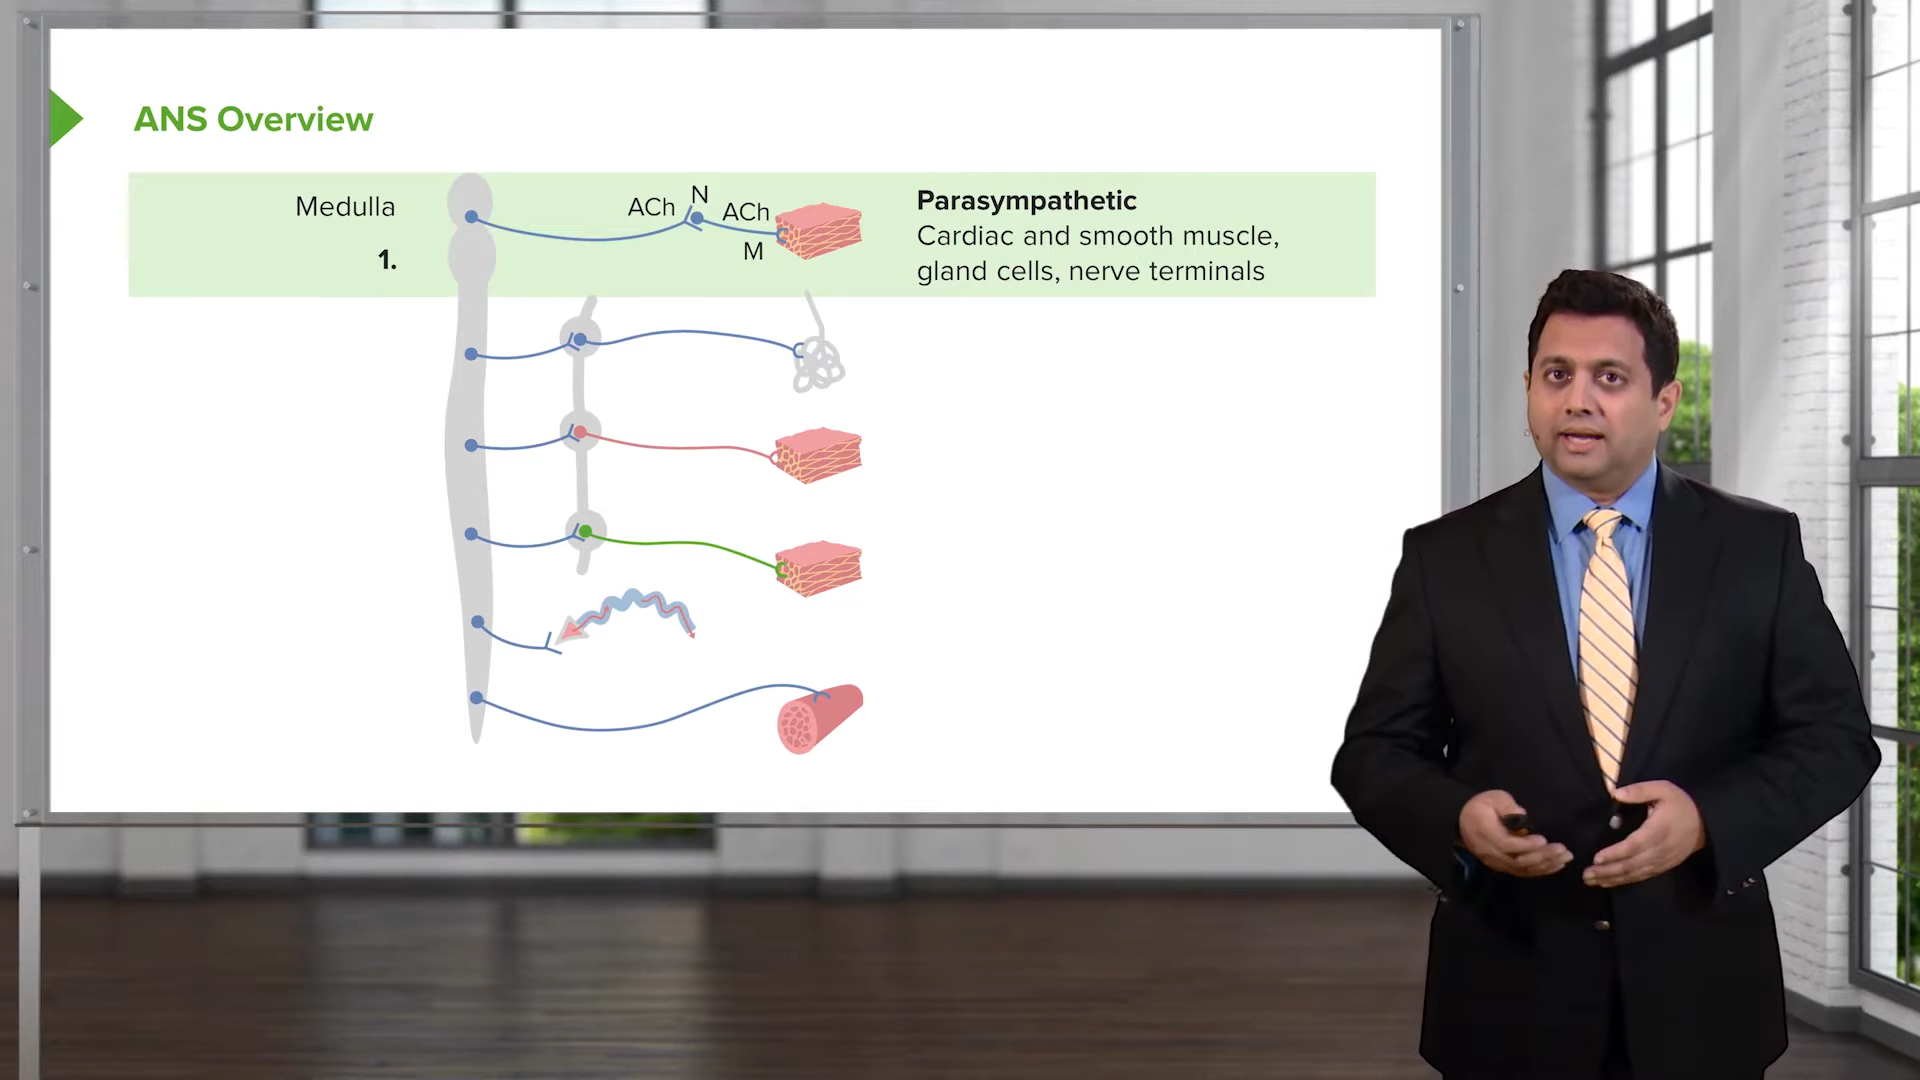 ANS Overview
Medulla
1.
ACh
N
ACh
M
Parasympathetic
Cardiac and smooth muscle,
gland cells, nerve terminals